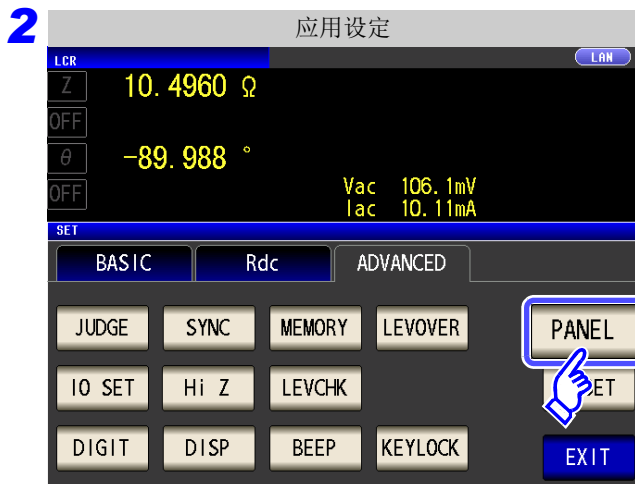 2
应用设定
LCR
LAN
Z 10.4960 Ω
OFF
θ -89.988 °
OFF
Vac 106.1mV
Iac 10.11mA
SET
BASIC Rdc ADVANCED
JUDGE SYNC MEMORY LEVOVER PANEL
IO SET Hi Z LEVCHK
DIGIT DISP BEEP KEYLOCK EXIT